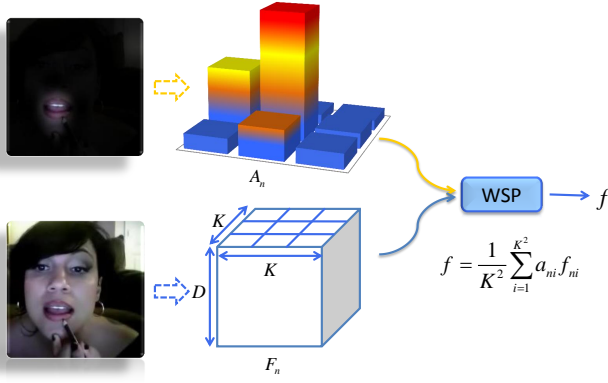 A_n
WSP
f
K
K
D
f = \frac{1}{K^2} \sum_{i=1}^{K^2} a_{ni} f_{ni}
F_n